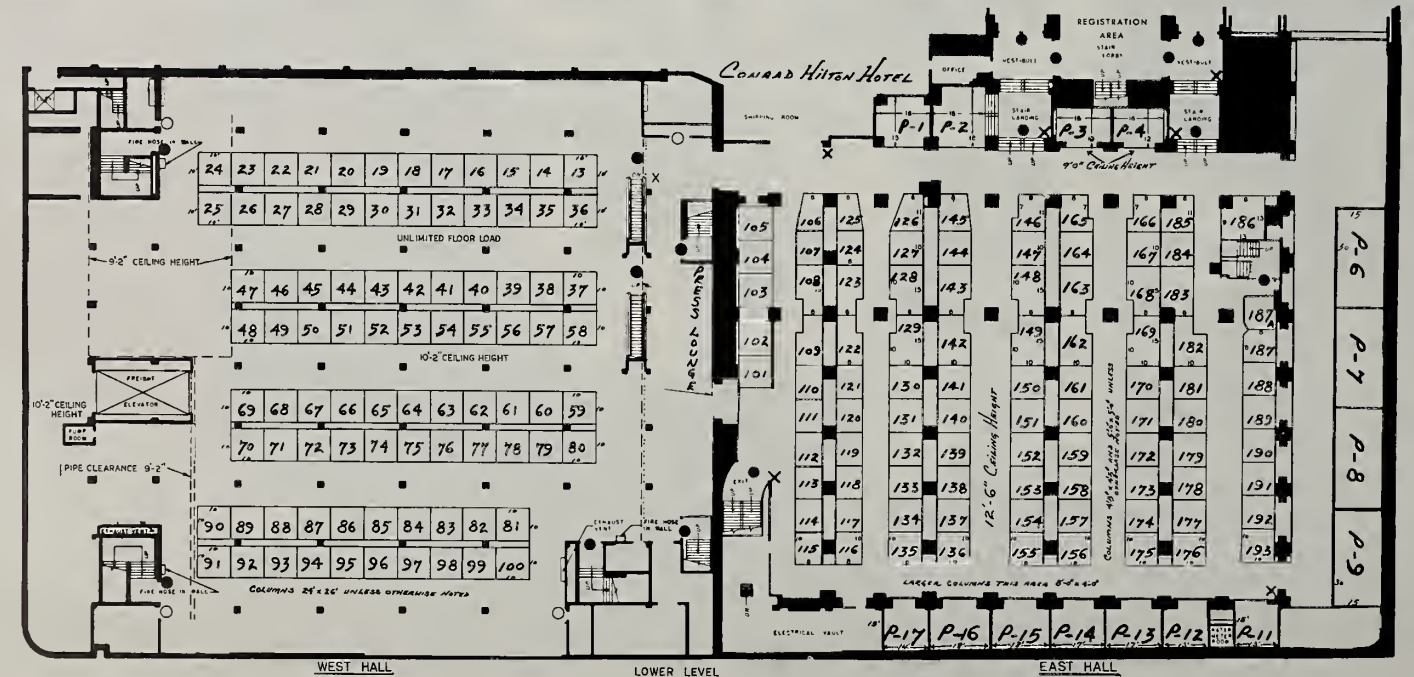 REGISTRATION
AREA
STAIR
LOBBY
CONRAD HILTON HOTEL
OFFICE
VESTIBULE
VESTIBULE
SHIPPING ROOM
P-1 P-2
STAIR
LANDING
P-3 P-4
STAIR
LANDING
9'0" CEILING HEIGHT
FIRE HOSE IN WALL
24 23 22 21 20 19 18 17 16 15 14 13
25 26 27 28 29 30 31 32 33 34 35 36
UNLIMITED FLOOR LOAD
9'-2" CEILING HEIGHT
47 46 45 44 43 42 41 40 39 38 37
48 49 50 51 52 53 54 55 56 57 58
10'-2" CEILING HEIGHT
FREIGHT
ELEVATOR
10'-2" CEILING
HEIGHT
PUMP
ROOM
69 68 67 66 65 64 63 62 61 60 59
70 71 72 73 74 75 76 77 78 79 80
PIPE CLEARANCE 9'-2"
90 89 88 87 86 85 84 83 82 81
91 92 93 94 95 96 97 98 99 100
EXHAUST VENT
FIRE HOSE IN WALL
COLUMNS 24" x 26" UNLESS OTHERWISE NOTED
EXHAUST
VENT
FIRE HOSE
IN WALL
PRESS LOUNGE
105
104
103
102
101
EXIT
106 125 126 145 146 165 166 185 186
107 124 127 144 147 164 167 184
108 123 128 143 148 163 168 183
187A
109 122 129 142 149 162 169 182 187
110 121 130 141 150 161 170 181 188
111 120 131 140 151 160 171 180 189
112 119 132 139 152 159 172 179 190
113 118 133 138 153 158 173 178 191
114 117 134 137 154 157 174 177 192
115 116 135 136 155 156 175 176 193
12'-6" CEILING HEIGHT
P-6
P-7
P-8
P-9
LARGER COLUMNS THIS AREA
ELECTRICAL VAULT
P-17 P-16 P-15 P-14 P-13 P-12
WATER
METER
ROOM
P-11
WEST HALL
LOWER LEVEL
EAST HALL